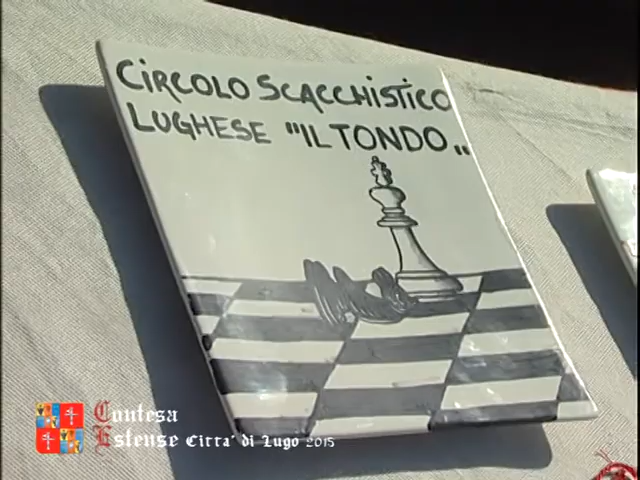 CIRCOLO SCACCHISTICO
LUGHESE "IL TONDO"
Contesa
Estense Città di Lugo 2015